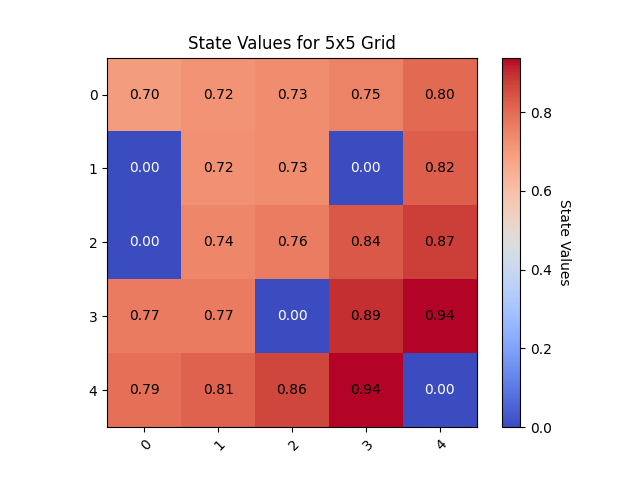 State Values for 5x5 Grid
0 0.70 0.72 0.73 0.75 0.80
1 0.00 0.72 0.73 0.00 0.82
2 0.00 0.74 0.76 0.84 0.87
3 0.77 0.77 0.00 0.89 0.94
4 0.79 0.81 0.86 0.94 0.00
0 1 2 3 4
0.8
0.6
0.4
0.2
0.0
State Values